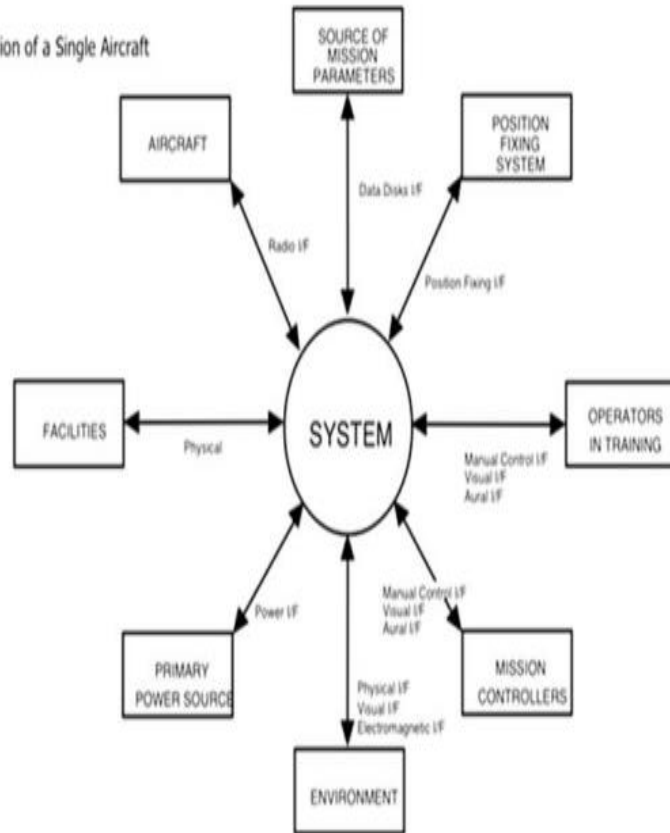 ion of a Single Aircraft
SOURCE OF
MISSION
PARAMETERS
AIRCRAFT
POSITION
FIXING
SYSTEM
Data Disks I/F
Radio I/F
Position Fixing I/F
FACILITIES
Physical
SYSTEM
OPERATORS
IN TRAINING
Manual Control I/F
Visual I/F
Aural I/F
Power I/F
Manual Control I/F
Visual I/F
Aural I/F
PRIMARY
POWER SOURCE
Physical I/F
Visual I/F
Electromagnetic I/F
MISSION
CONTROLLERS
ENVIRONMENT